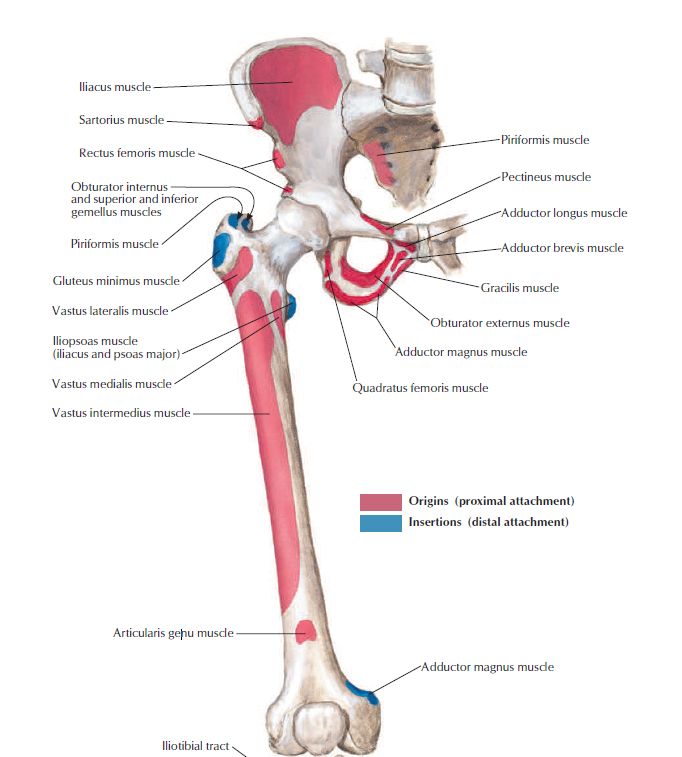 Iliacus muscle
Sartorius muscle
Rectus femoris muscle
Obturator internus
and superior and inferior
gemellus muscles
Piriformis muscle
Gluteus minimus muscle
Vastus lateralis muscle
Iliopsoas muscle
(iliacus and psoas major)
Vastus medialis muscle
Vastus intermedius muscle
Piriformis muscle
Pectineus muscle
Adductor longus muscle
Adductor brevis muscle
Gracilis muscle
Obturator externus muscle
Adductor magnus muscle
Quadratus femoris muscle
Origins (proximal attachment)
Insertions (distal attachment)
Articularis genu muscle
Adductor magnus muscle
Iliotibial tract